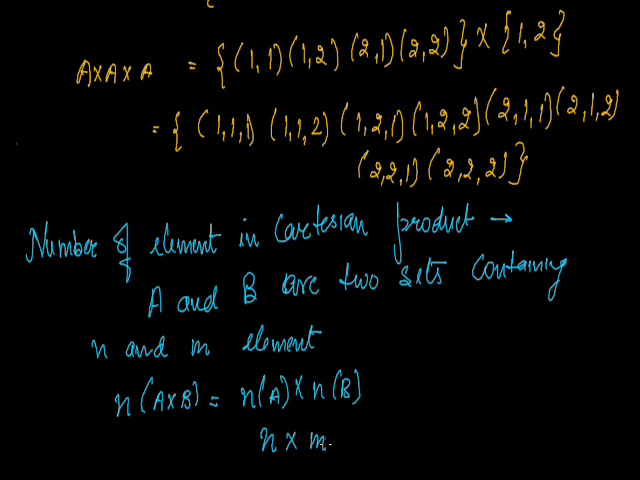 A×A×A = {(1,1)(1,2)(2,1)(2,2)} × {1,2}
= { (1,1,1) (1,1,2) (1,2,1) (1,2,2) (2,1,1) (2,1,2)
(2,2,1) (2,2,2)}
Number of element in Cartesian product →
A and B are two sets containing
n and m element
n(A×B) = n(A) × n(B)
n × m